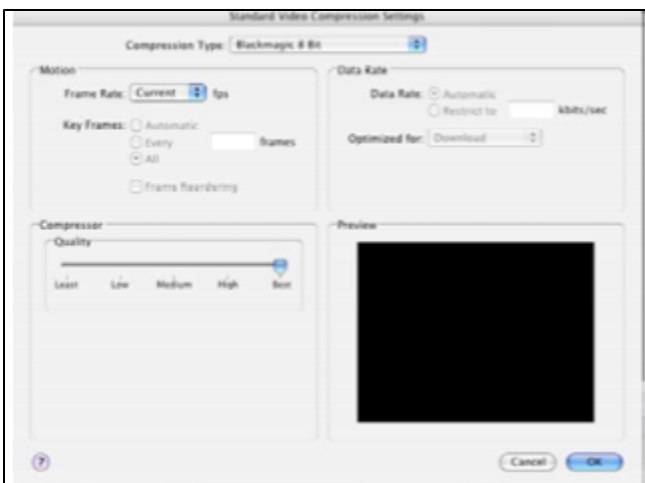 Standard Video Compression Settings
Compression Type: Blackmagic 8 Bit
Motion
Frame Rate: Current fps
Key Frames: Automatic
Every frames
All
Frame Reordering
Data Rate
Data Rate: Automatic
Restrict to kbits/sec
Optimized for: Download
Compressor
Quality
Least Low Medium High Best
Preview
?
Cancel OK